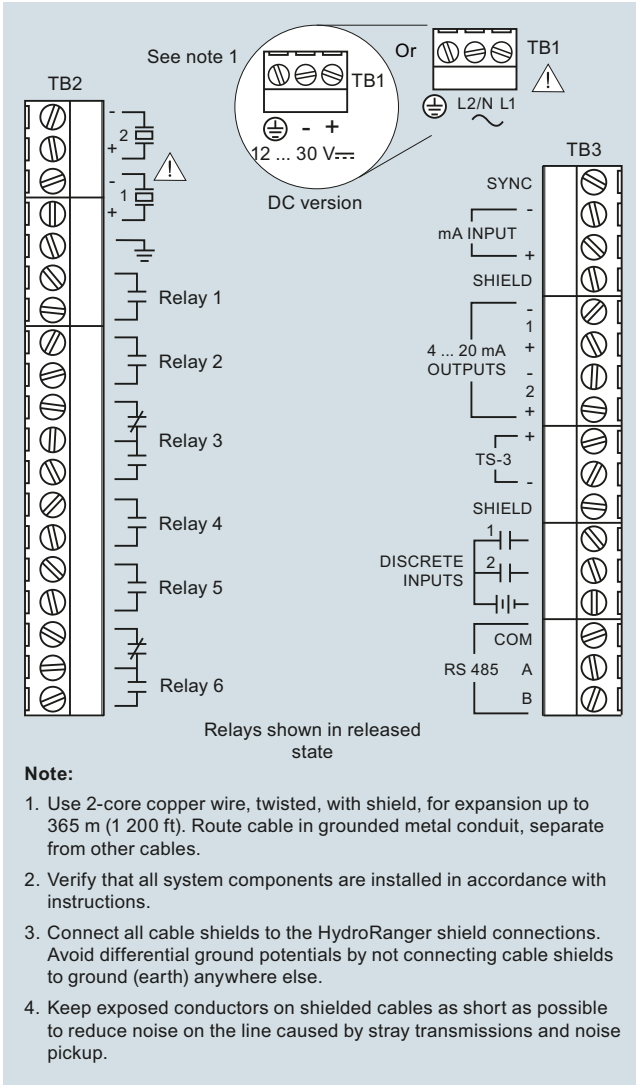 See note 1
Or
TB1
TB1
TB2
- +
L2/N L1
12 ... 30 V
DC version
TB3
-
2
+
-
1
+
Relay 1
Relay 2
Relay 3
Relay 4
Relay 5
Relay 6
SYNC
-
mA INPUT
+
SHIELD
-
1
4 ... 20 mA
+
OUTPUTS
-
2
+
+
TS-3
-
SHIELD
1
DISCRETE
2
INPUTS
COM
RS 485 A
B
Relays shown in released
state
Note:
1. Use 2-core copper wire, twisted, with shield, for expansion up to
365 m (1 200 ft). Route cable in grounded metal conduit, separate
from other cables.
2. Verify that all system components are installed in accordance with
instructions.
3. Connect all cable shields to the HydroRanger shield connections.
Avoid differential ground potentials by not connecting cable shields
to ground (earth) anywhere else.
4. Keep exposed conductors on shielded cables as short as possible
to reduce noise on the line caused by stray transmissions and noise
pickup.